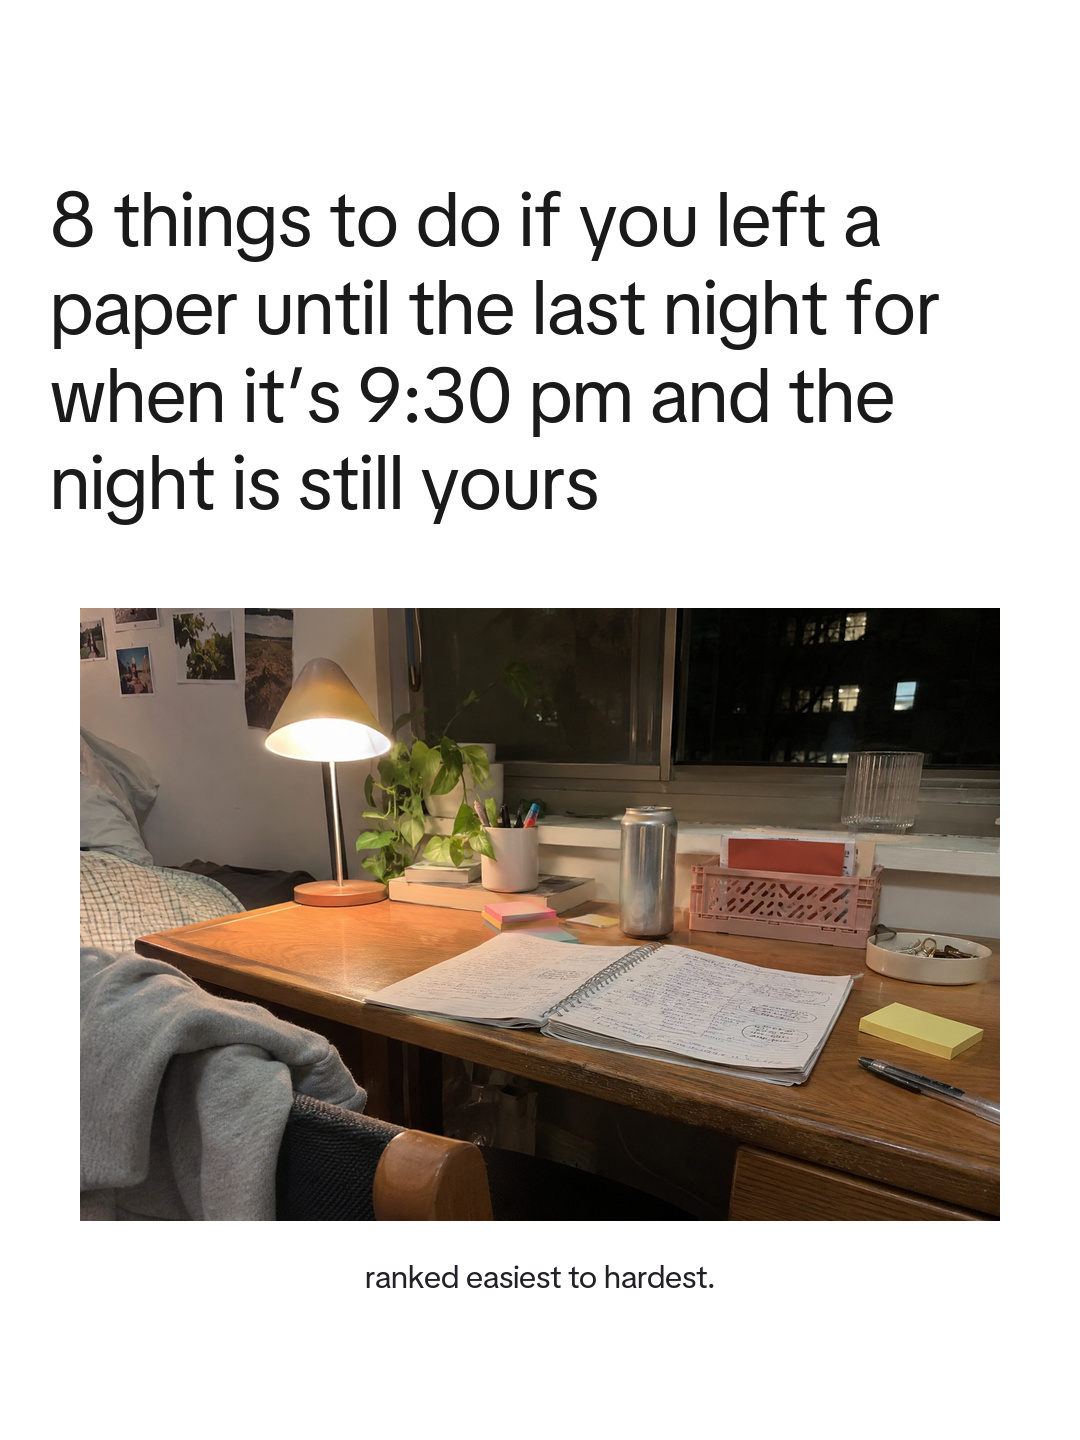 8 things to do if you left a
paper until the last night for
when it’s 9:30 pm and the
night is still yours
ranked easiest to hardest.